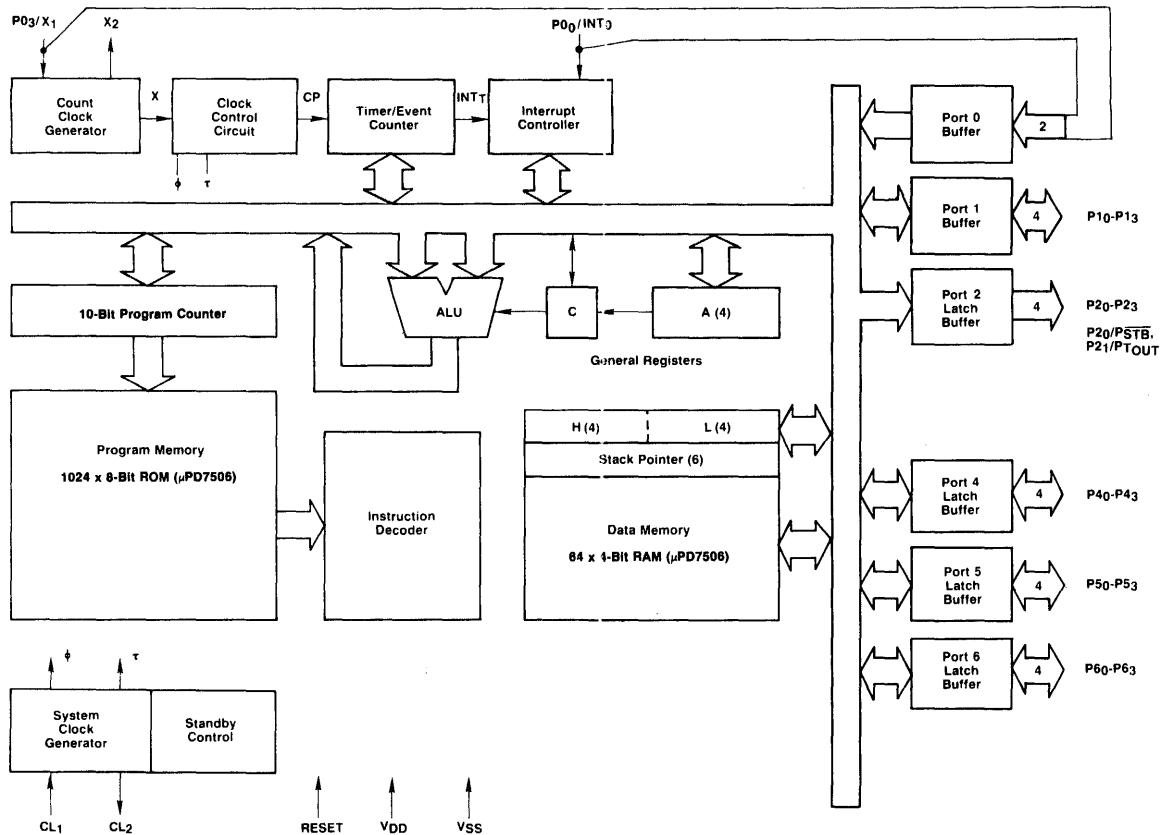 P03/X1
X2
P00/INT0
Count
Clock
Generator
X
Clock
Control
Circuit
CP
Timer/Event
Counter
INTT
Interrupt
Controller
ϕ
τ
Port 0
Buffer
2
Port 1
Buffer
4
P10-P13
Port 2
Latch
Buffer
4
P20-P23
P20/PSTB,
P21/PTOUT
10-Bit Program Counter
ALU
C
A (4)
General Registers
Program Memory
1024 x 8-Bit ROM (μPD7506)
Instruction
Decoder
H (4)
L (4)
Stack Pointer (6)
Data Memory
64 x 4-Bit RAM (μPD7506)
Port 4
Latch
Buffer
4
P40-P43
Port 5
Latch
Buffer
4
P50-P53
Port 6
Latch
Buffer
4
P60-P63
ϕ
τ
System
Clock
Generator
Standby
Control
CL1
CL2
RESET
VDD
VSS